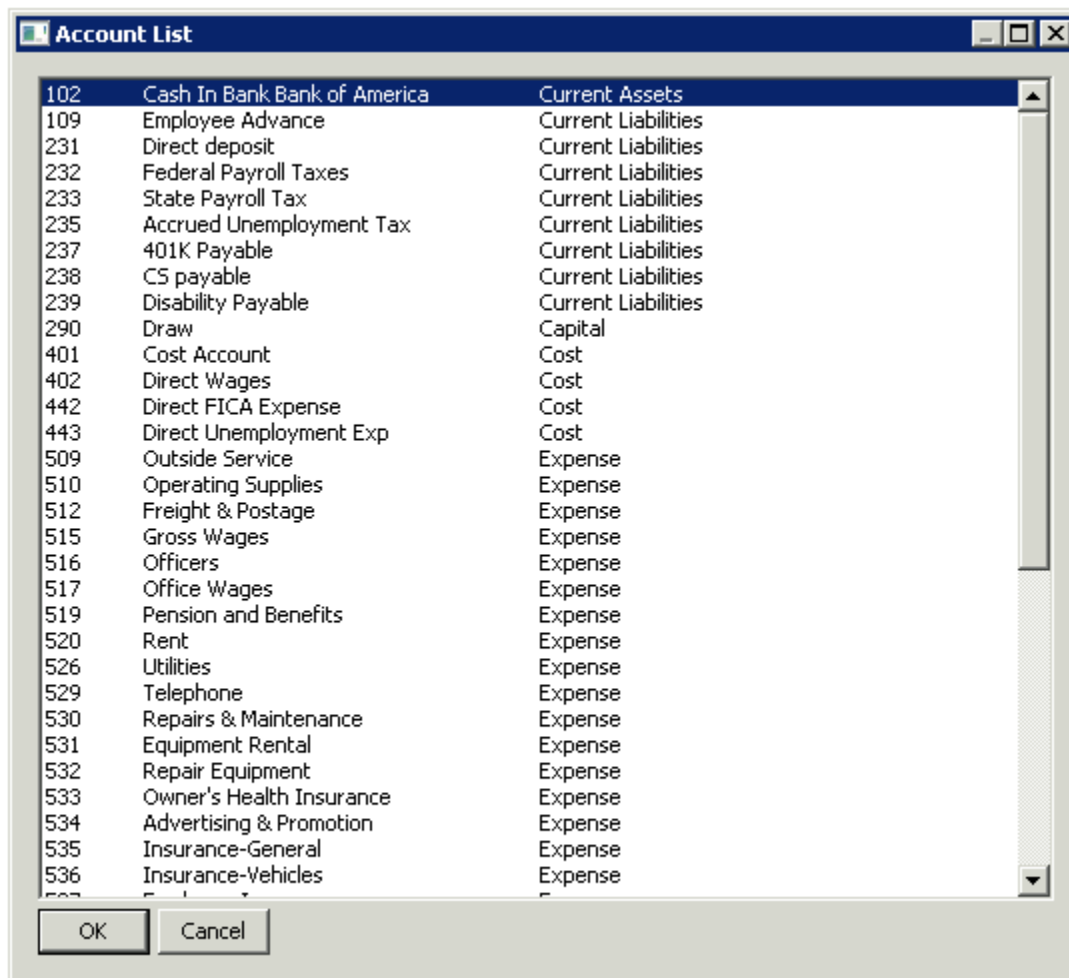 Account List
102 Cash In Bank Bank of America Current Assets
109 Employee Advance Current Liabilities
231 Direct deposit Current Liabilities
232 Federal Payroll Taxes Current Liabilities
233 State Payroll Tax Current Liabilities
235 Accrued Unemployment Tax Current Liabilities
237 401K Payable Current Liabilities
238 CS payable Current Liabilities
239 Disability Payable Current Liabilities
290 Draw Capital
401 Cost Account Cost
402 Direct Wages Cost
442 Direct FICA Expense Cost
443 Direct Unemployment Exp Cost
509 Outside Service Expense
510 Operating Supplies Expense
512 Freight & Postage Expense
515 Gross Wages Expense
516 Officers Expense
517 Office Wages Expense
519 Pension and Benefits Expense
520 Rent Expense
526 Utilities Expense
529 Telephone Expense
530 Repairs & Maintenance Expense
531 Equipment Rental Expense
532 Repair Equipment Expense
533 Owner's Health Insurance Expense
534 Advertising & Promotion Expense
535 Insurance-General Expense
536 Insurance-Vehicles Expense
OK Cancel